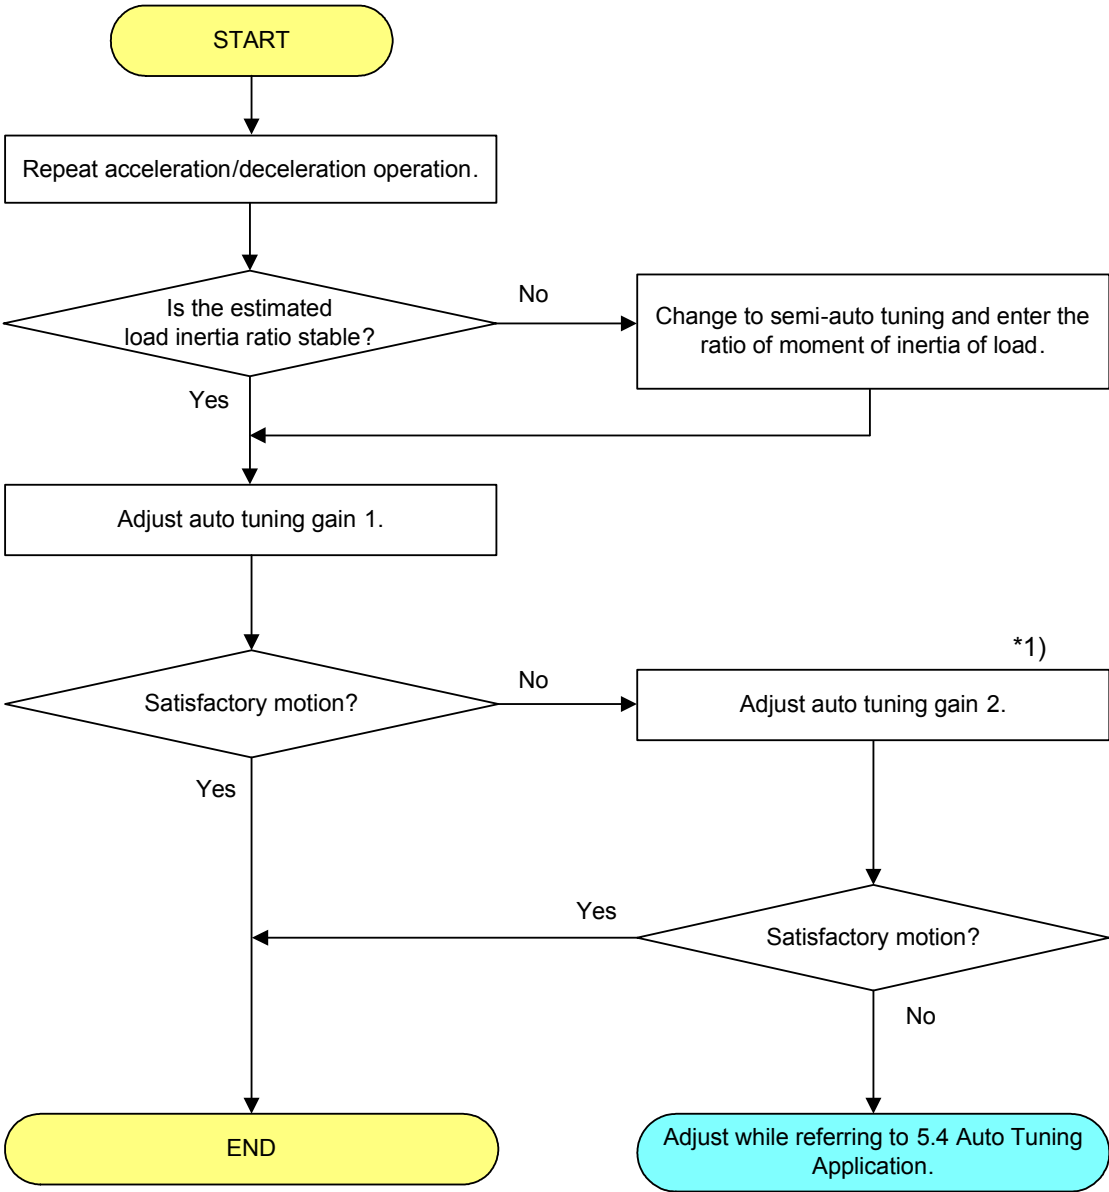 START
Repeat acceleration/deceleration operation.
Is the estimated
load inertia ratio stable?
No
Change to semi-auto tuning and enter the
ratio of moment of inertia of load.
Yes
Adjust auto tuning gain 1.
Satisfactory motion?
No
*1)
Adjust auto tuning gain 2.
Yes
Yes
Satisfactory motion?
No
END
Adjust while referring to 5.4 Auto Tuning
Application.